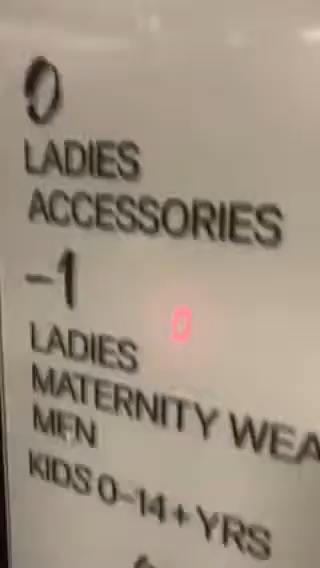 0
LADIES
ACCESSORIES
-1
0
LADIES
MATERNITY WEA
MEN
KIDS 0-14+YRS